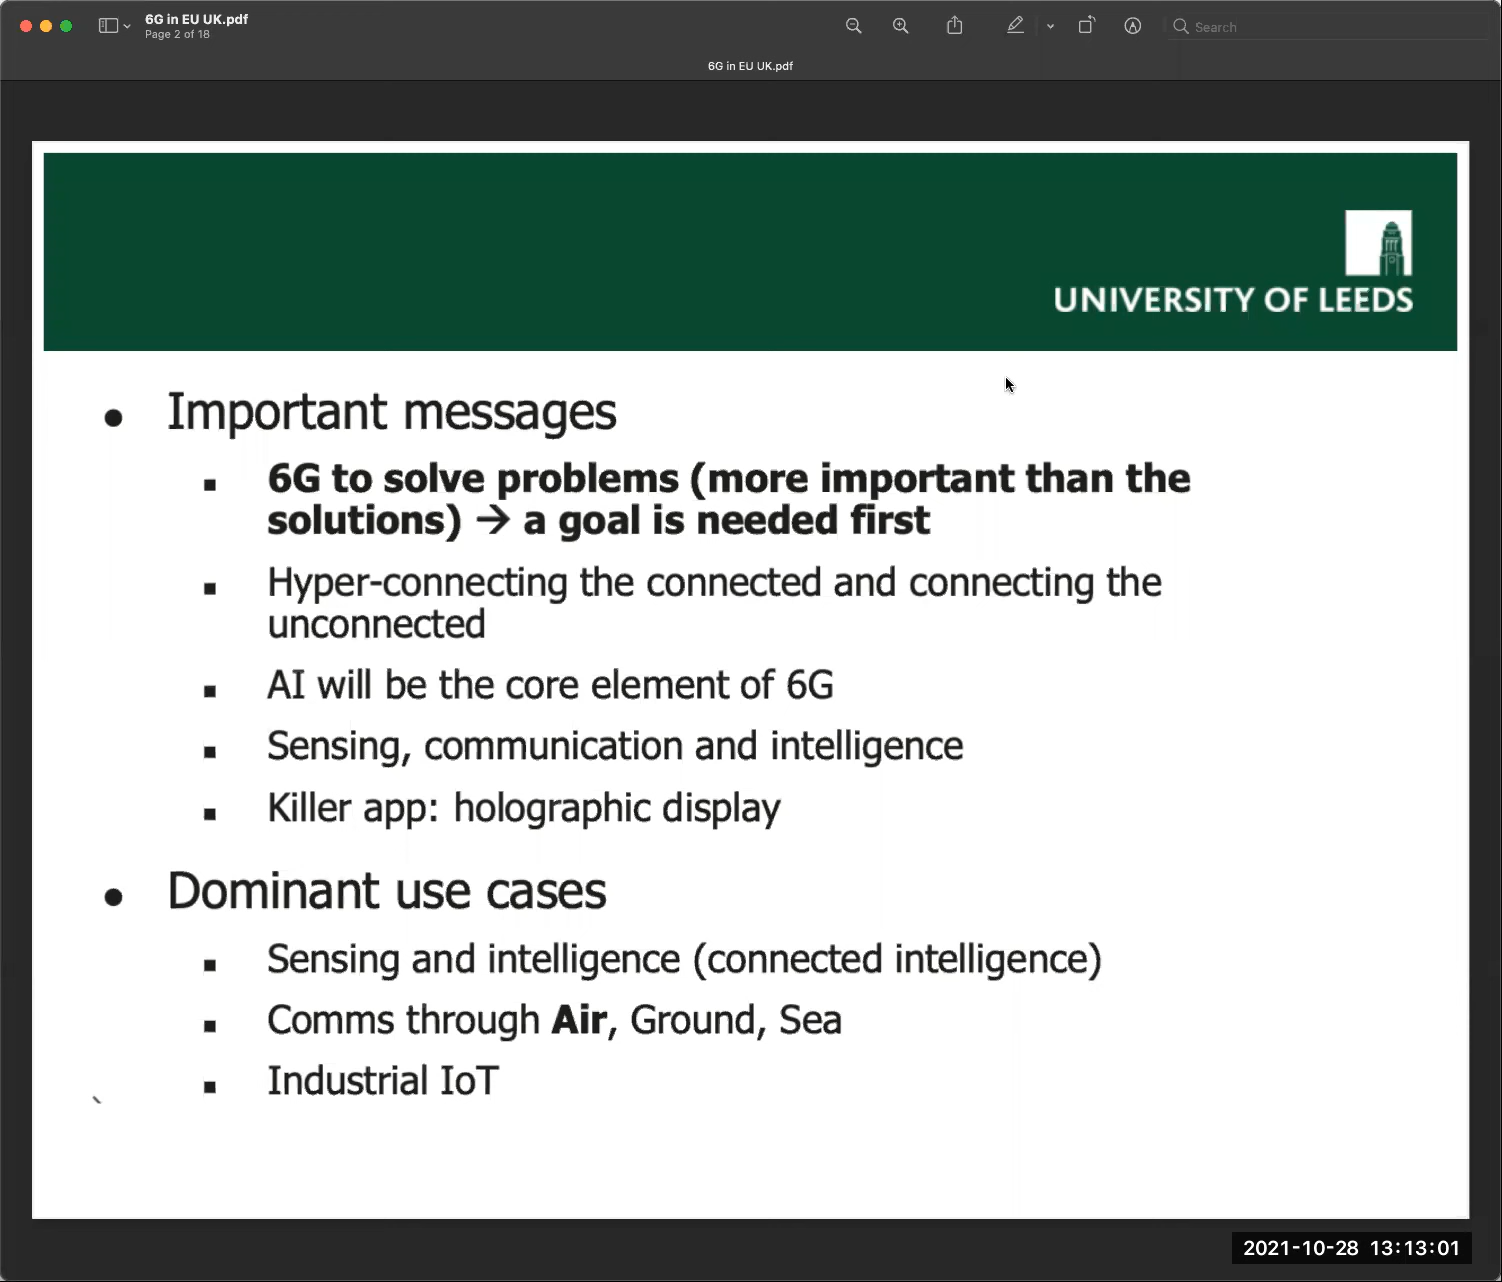 6G in EU UK.pdf
Page 2 of 18
Search
6G in EU UK.pdf
UNIVERSITY OF LEEDS
• Important messages
▪ 6G to solve problems (more important than the
solutions) → a goal is needed first
▪ Hyper-connecting the connected and connecting the
unconnected
▪ AI will be the core element of 6G
▪ Sensing, communication and intelligence
▪ Killer app: holographic display
• Dominant use cases
▪ Sensing and intelligence (connected intelligence)
▪ Comms through Air, Ground, Sea
▪ Industrial IoT
2021-10-28 13:13:01